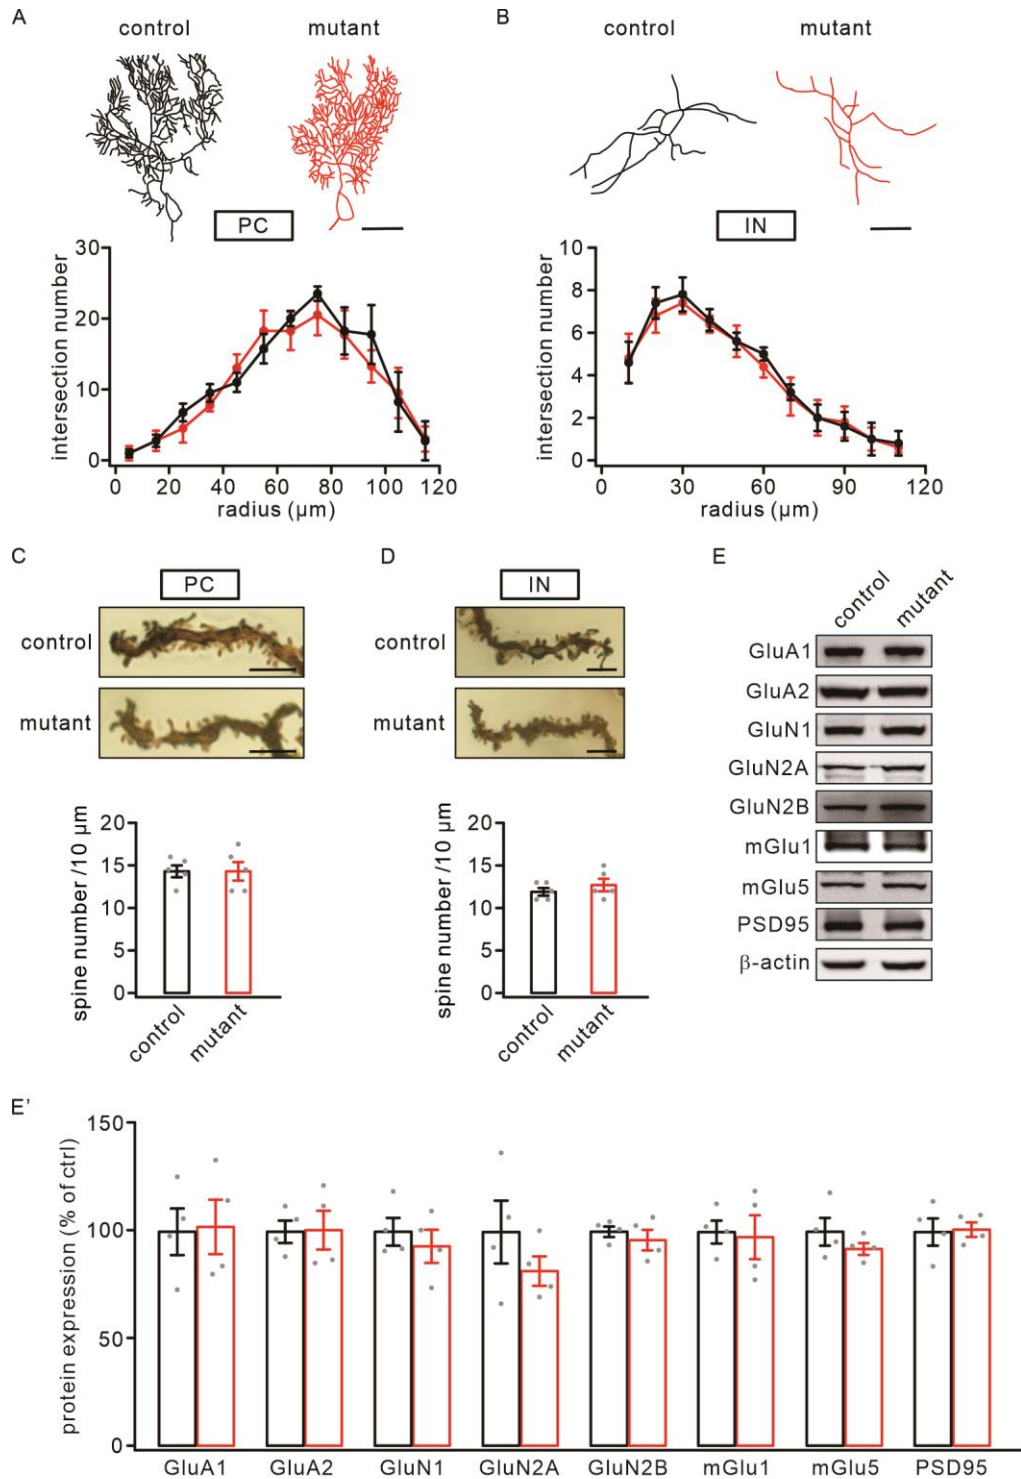 A
control
mutant
PC
30
20
10
0
intersection number
0 20 40 60 80 100 120
radius (µm)
B
control
mutant
IN
10
8
6
4
2
0
intersection number
0 30 60 90 120
radius (µm)
C
PC
control
mutant
20
15
10
5
0
spine number /10 µm
control
mutant
D
IN
control
mutant
20
15
10
5
0
spine number /10 µm
control
mutant
E
control
mutant
GluA1
GluA2
GluN1
GluN2A
GluN2B
mGlu1
mGlu5
PSD95
β-actin
E'
150
100
50
0
protein expression (% of ctrl)
GluA1 GluA2 GluN1 GluN2A GluN2B mGlu1 mGlu5 PSD95